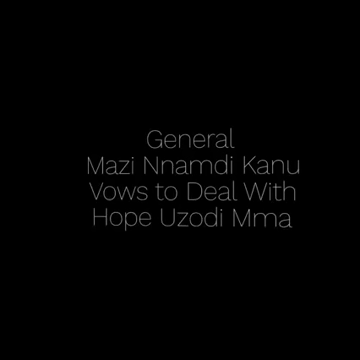 General
Mazi Nnamdi Kanu
Vows to Deal With
Hope Uzodi Mma